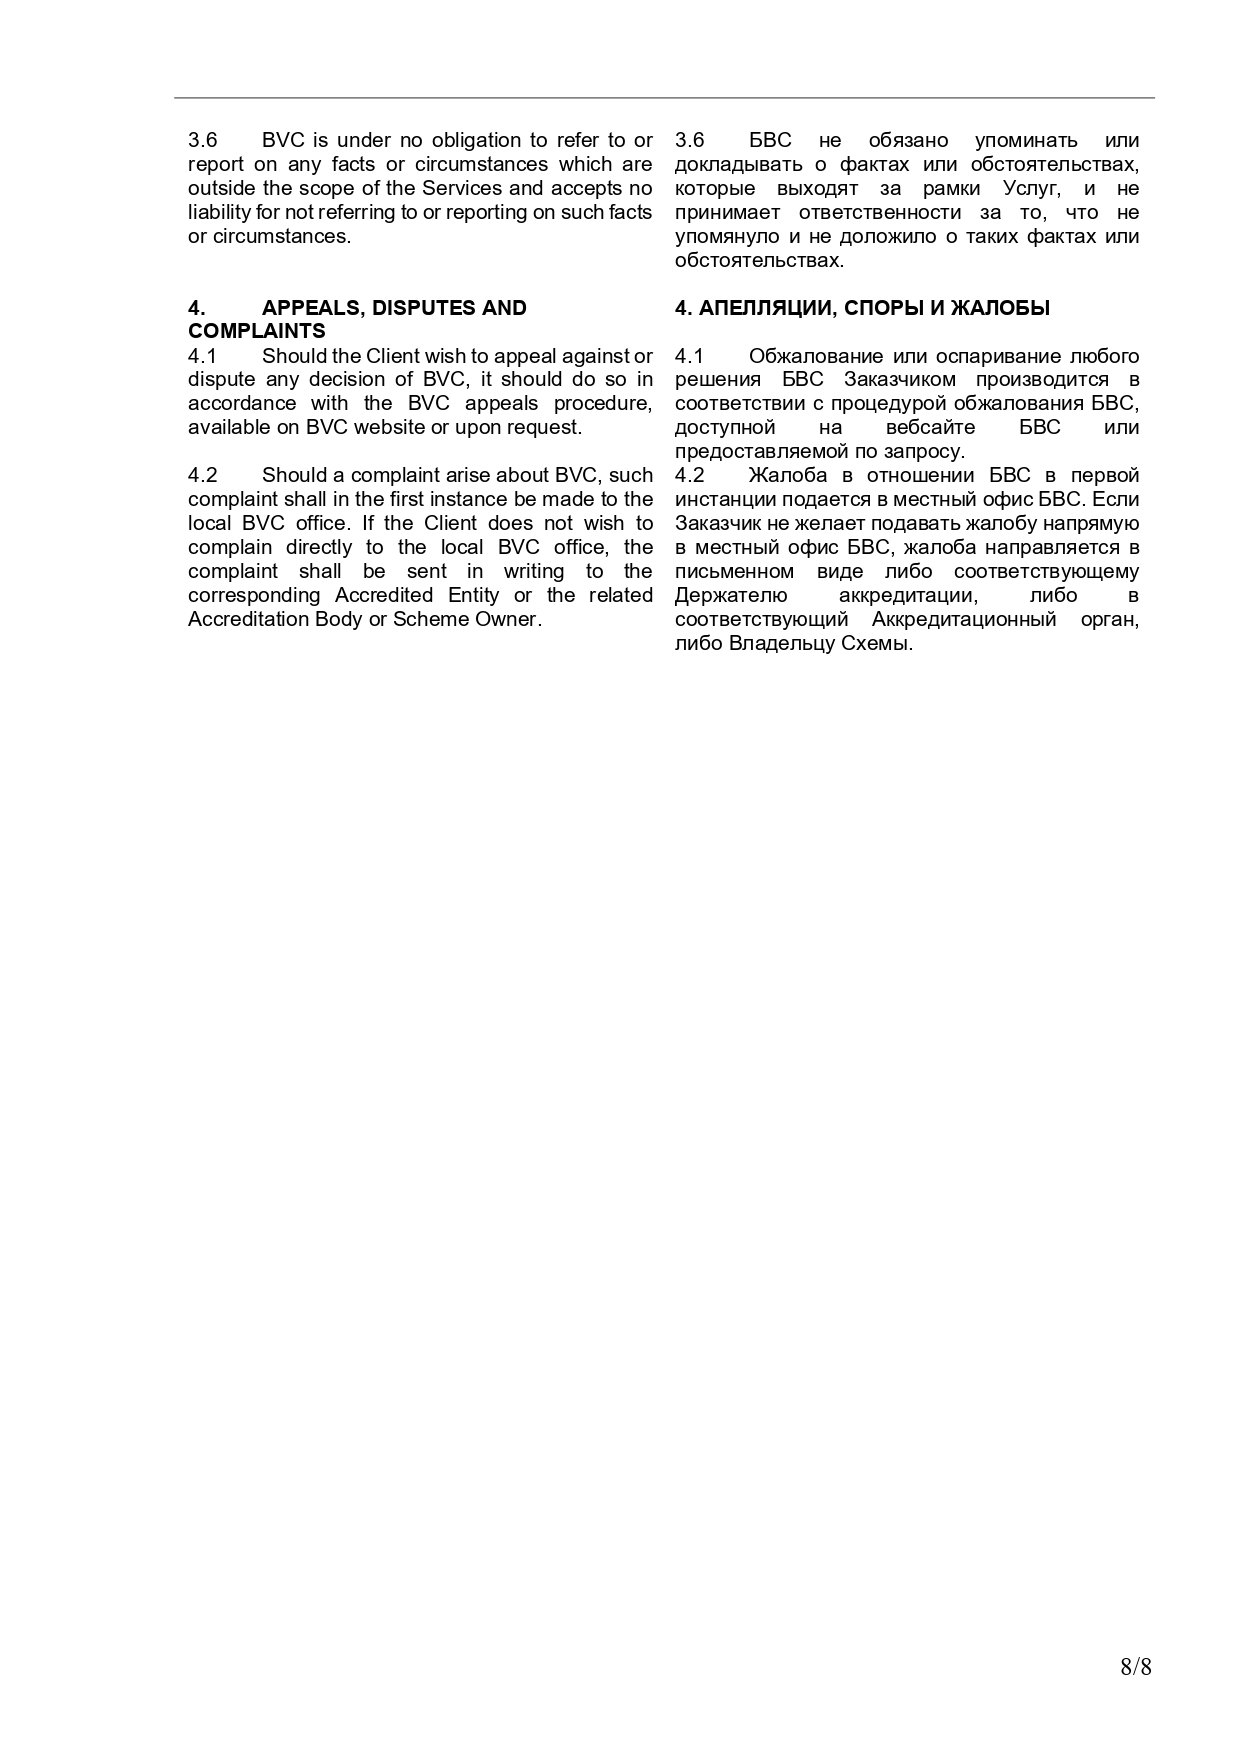 3.6 BVC is under no obligation to refer to or
report on any facts or circumstances which are
outside the scope of the Services and accepts no
liability for not referring to or reporting on such facts
or circumstances.
4. APPEALS, DISPUTES AND
COMPLAINTS
4.1 Should the Client wish to appeal against or
dispute any decision of BVC, it should do so in
accordance with the BVC appeals procedure,
available on BVC website or upon request.
4.2 Should a complaint arise about BVC, such
complaint shall in the first instance be made to the
local BVC office. If the Client does not wish to
complain directly to the local BVC office, the
complaint shall be sent in writing to the
corresponding Accredited Entity or the related
Accreditation Body or Scheme Owner.
3.6 БВС не обязано упоминать или
докладывать о фактах или обстоятельствах,
которые выходят за рамки Услуг, и не
принимает ответственности за то, что не
упомянуло и не доложило о таких фактах или
обстоятельствах.
4. АПЕЛЛЯЦИИ, СПОРЫ И ЖАЛОБЫ
4.1 Обжалование или оспаривание любого
решения БВС Заказчиком производится в
соответствии с процедурой обжалования БВС,
доступной на вебсайте БВС или
предоставляемой по запросу.
4.2 Жалоба в отношении БВС в первой
инстанции подается в местный офис БВС. Если
Заказчик не желает подавать жалобу напрямую
в местный офис БВС, жалоба направляется в
письменном виде либо соответствующему
Держателю аккредитации, либо в
соответствующий Аккредитационный орган,
либо Владельцу Схемы.
8/8